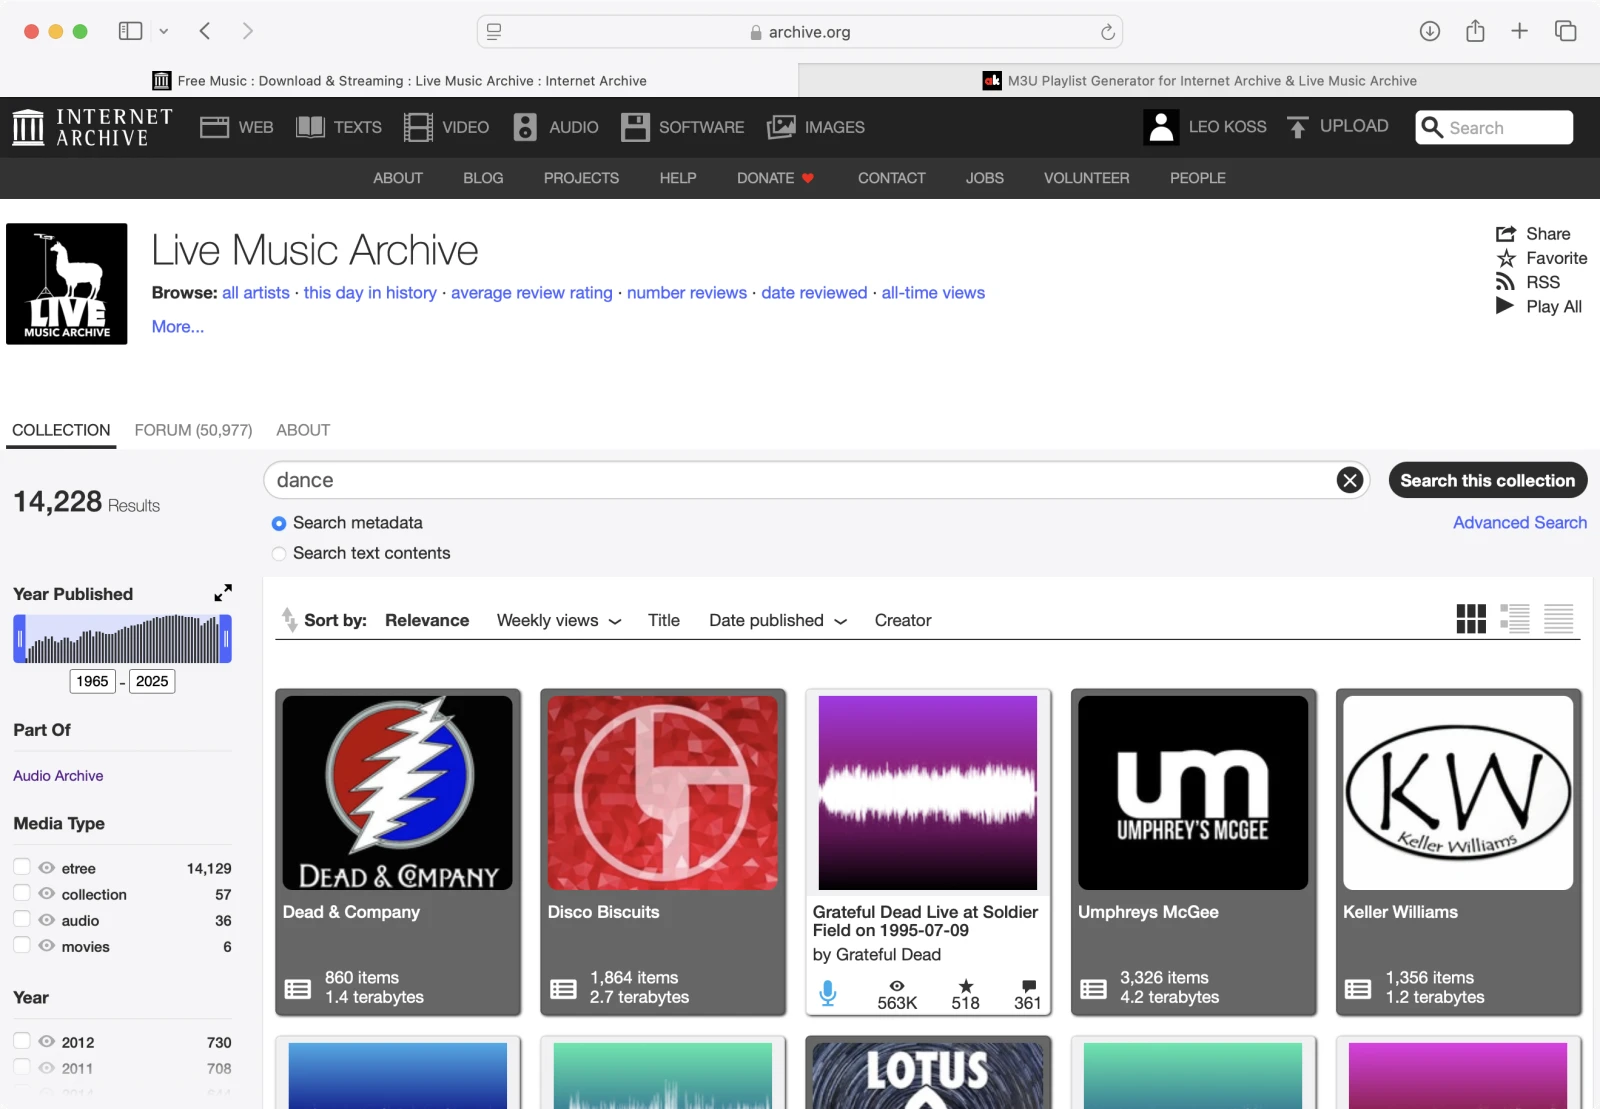 archive.org
Free Music : Download & Streaming : Live Music Archive : Internet Archive
M3U Playlist Generator for Internet Archive & Live Music Archive
INTERNET ARCHIVE
WEB
TEXTS
VIDEO
AUDIO
SOFTWARE
IMAGES
LEO KOSS
UPLOAD
Search
ABOUT
BLOG
PROJECTS
HELP
DONATE
CONTACT
JOBS
VOLUNTEER
PEOPLE
LIVE
MUSIC ARCHIVE
Live Music Archive
Browse: all artists · this day in history · average review rating · number reviews · date reviewed · all-time views
More...
Share
Favorite
RSS
Play All
COLLECTION
FORUM (50,977)
ABOUT
14,228 Results
dance
Search this collection
Search metadata
Search text contents
Advanced Search
Year Published
1965 - 2025
Part Of
Audio Archive
Media Type
etree 14,129
collection 57
audio 36
movies 6
Year
2012 730
2011 708
2014 644
Sort by:
Relevance
Weekly views
Title
Date published
Creator
DEAD & COMPANY
Dead & Company
860 items
1.4 terabytes
Disco Biscuits
1,864 items
2.7 terabytes
Grateful Dead Live at Soldier
Field on 1995-07-09
by Grateful Dead
563K
518
361
um
UMPHREY'S MCGEE
Umphreys McGee
3,326 items
4.2 terabytes
KW
Keller Williams
Keller Williams
1,356 items
1.2 terabytes
LOTUS